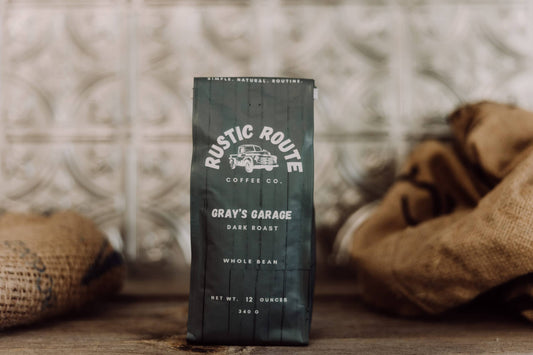 SIMPLE. NATURAL. ROUTINE.
RUSTIC ROUTE
COFFEE CO.
GRAY'S GARAGE
DARK ROAST
WHOLE BEAN
NET WT. 12 OUNCES
340 G